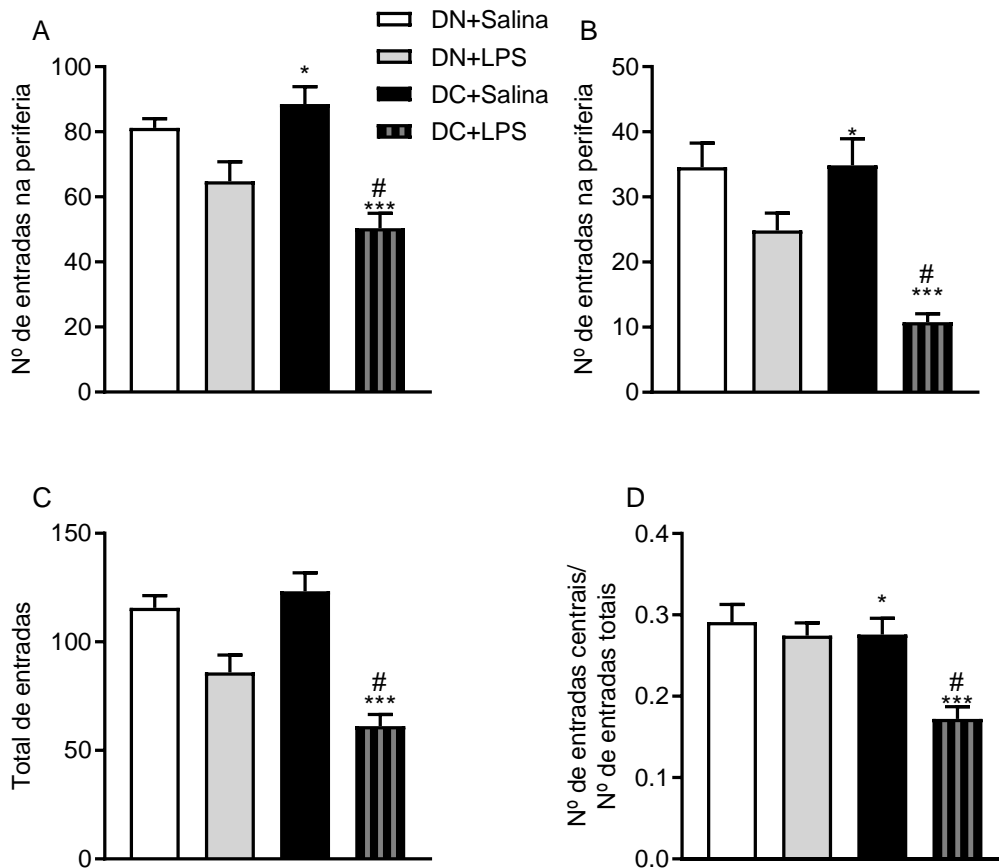 DN+Salina
DN+LPS
DC+Salina
DC+LPS
A
Nº de entradas na periferia
100
80
60
40
20
0
*
#
***
B
Nº de entradas na periferia
50
40
30
20
10
0
*
#
***
C
Total de entradas
150
100
50
0
#
***
D
Nº de entradas centrais/
Nº de entradas totais
0.4
0.3
0.2
0.1
0.0
*
#
***